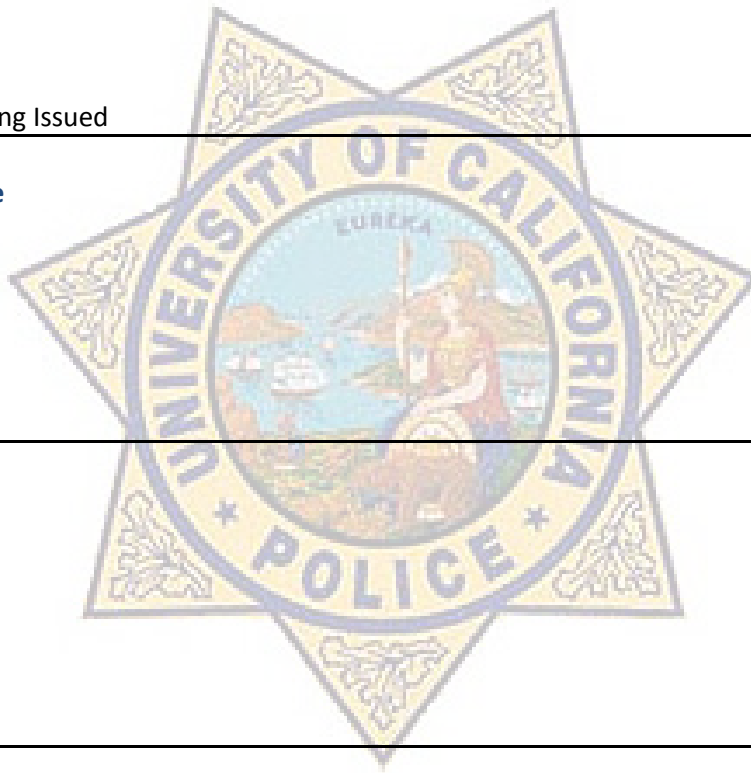 ng Issued
e
UNIVERSITY OF CALIFORNIA
EUREKA
★ POLICE ★